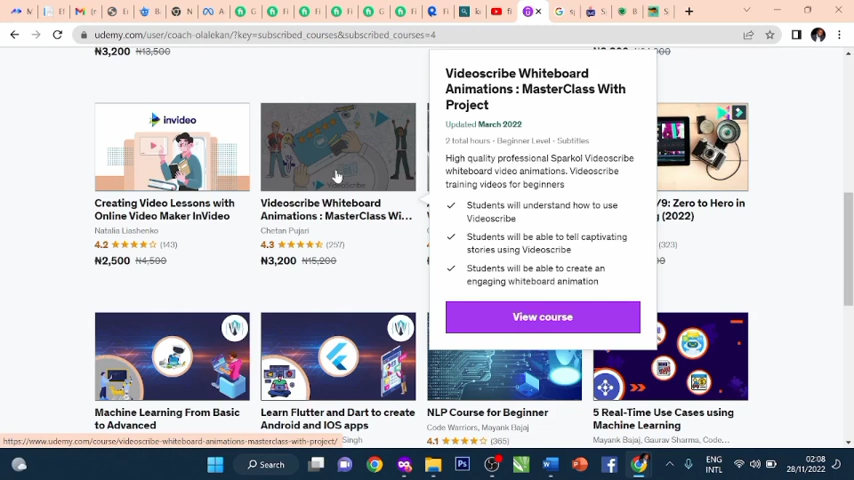 udemy.com/user/coach-olalekan/?key=subscribed_courses&subscribed_courses=4
₦3,200 ₦13,500
invideo
Creating Video Lessons with
Online Video Maker InVideo
Natalia Liashenko
4.2 (143)
₦2,500 ₦4,500
Videoscribe Whiteboard
Animations : MasterClass Wi...
Chetan Pujari
4.3 (257)
₦3,200 ₦15,200
Videoscribe Whiteboard
Animations : MasterClass With
Project
Updated March 2022
2 total hours · Beginner Level · Subtitles
High quality professional Sparkol Videoscribe
whiteboard video animations. Videoscribe
training videos for beginners
Students will understand how to use
Videoscribe
Students will be able to tell captivating
stories using Videoscribe
Students will be able to create an
engaging whiteboard animation
View course
/9: Zero to Hero in
(2022)
(323)
Machine Learning From Basic
to Advanced
Learn Flutter and Dart to create
Android and IOS apps
Singh
NLP Course for Beginner
Code Warriors, Mayank Bajaj
4.1 (365)
5 Real-Time Use Cases using
Machine Learning
Mayank Bajaj, Gaurav Sharma, Code...
https://www.udemy.com/course/videoscribe-whiteboard-animations-masterclass-with-project/
Search
ENG
INTL
02:08
28/11/2022